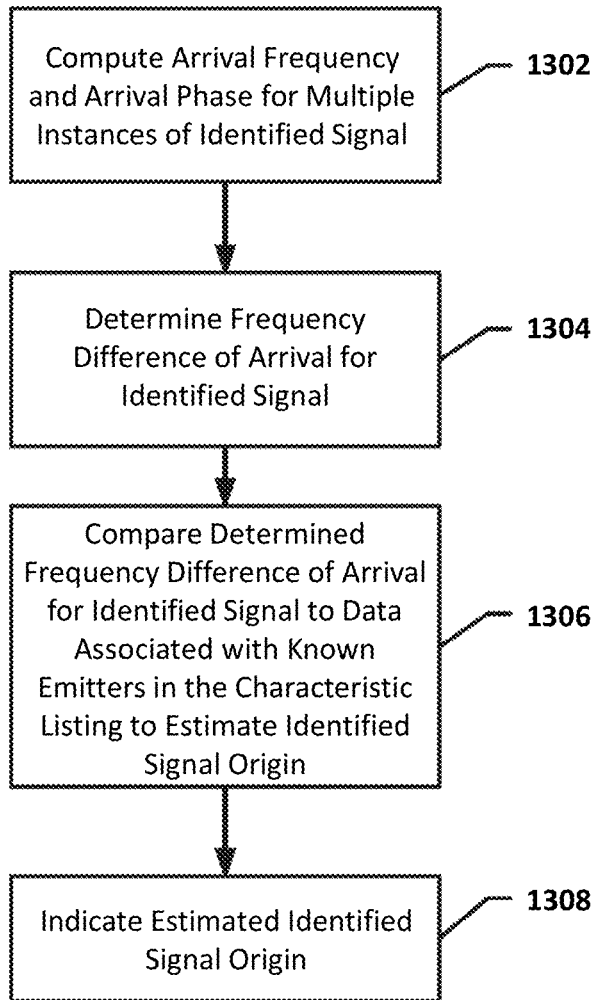 Compute Arrival Frequency
and Arrival Phase for Multiple
Instances of Identified Signal
1302
Determine Frequency
Difference of Arrival for
Identified Signal
1304
Compare Determined
Frequency Difference of Arrival
for Identified Signal to Data
Associated with Known
Emitters in the Characteristic
Listing to Estimate Identified
Signal Origin
1306
Indicate Estimated Identified
Signal Origin
1308